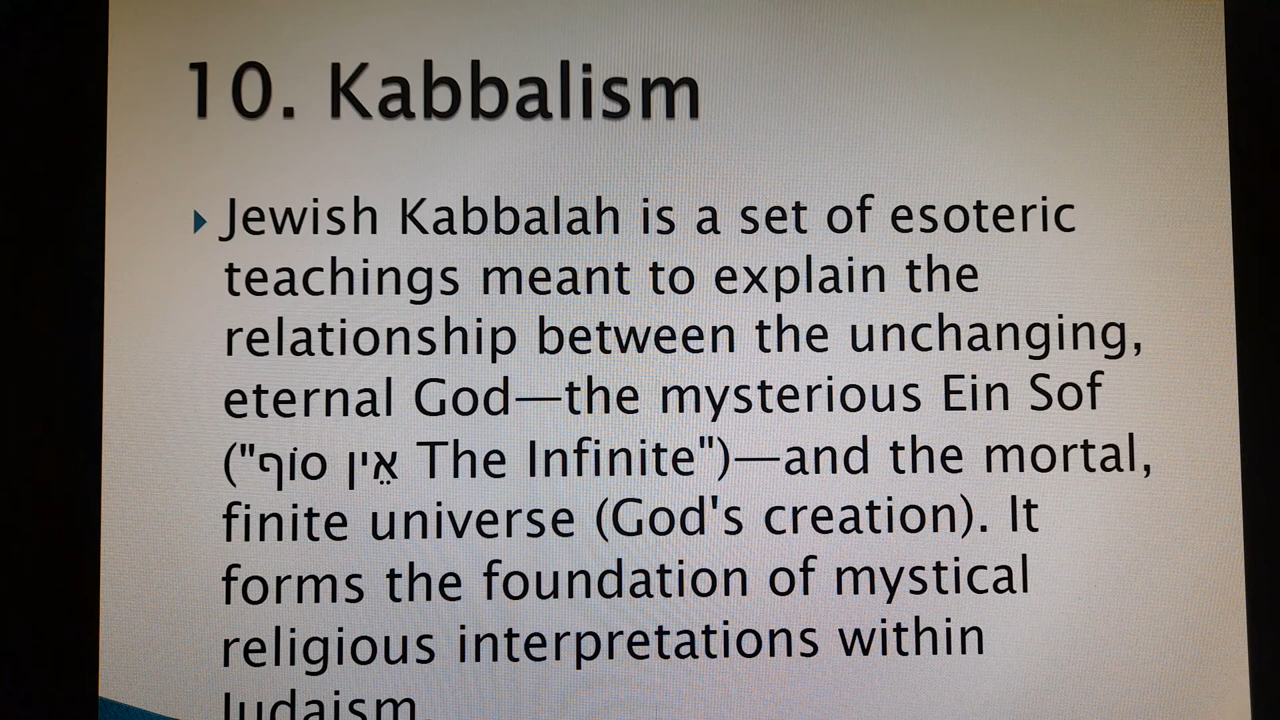 10. Kabbalism
Jewish Kabbalah is a set of esoteric
teachings meant to explain the
relationship between the unchanging,
eternal God—the mysterious Ein Sof
("אֵין סוֹף The Infinite")—and the mortal,
finite universe (God's creation). It
forms the foundation of mystical
religious interpretations within
Judaism.